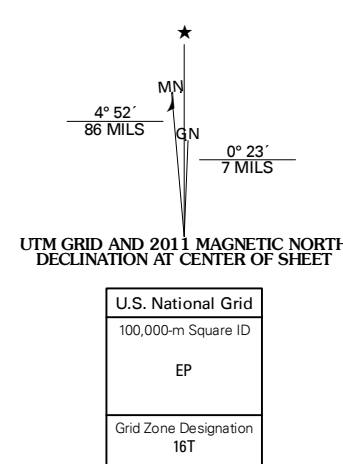 ★
MN
4° 52´
86 MILS
GN
0° 23´
7 MILS
UTM GRID AND 2011 MAGNETIC NORTH
DECLINATION AT CENTER OF SHEET
U.S. National Grid
100,000-m Square ID
EP
Grid Zone Designation
16T